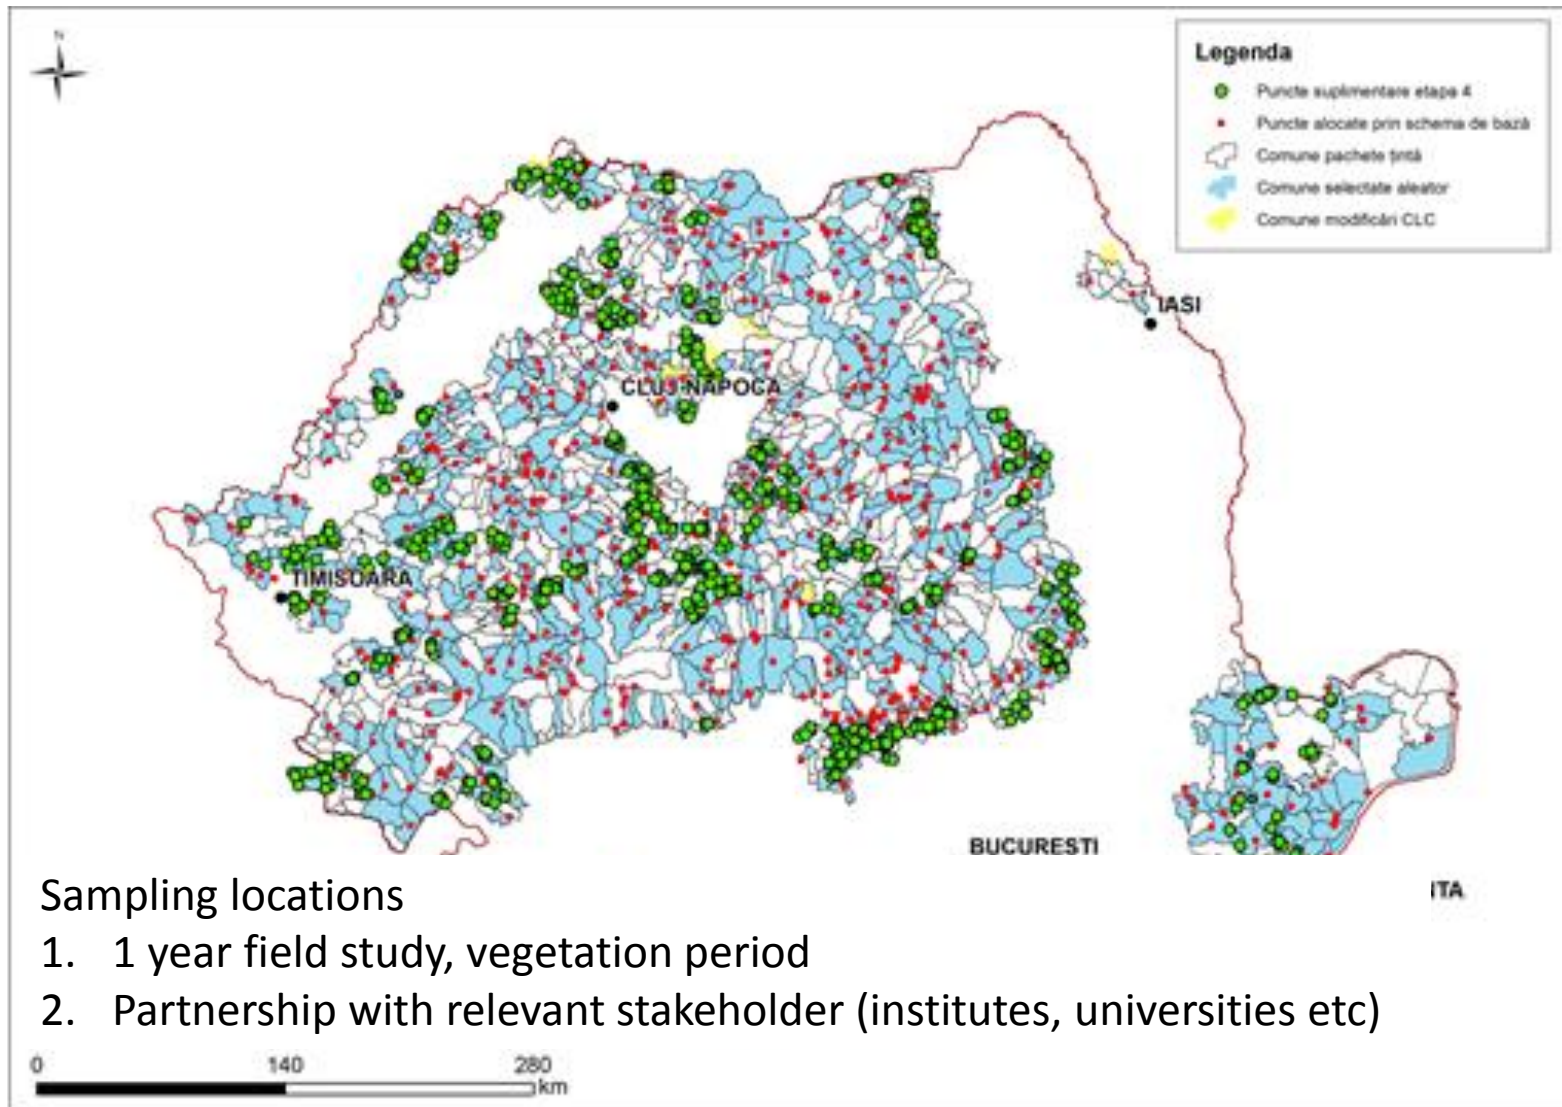 N
Legenda
Puncte suplimentare etapa 4
Puncte alocate prin schema de bază
Comune pachete țintă
Comune selectate aleator
Comune modificări CLC
IASI
CLUJ-NAPOCA
TIMISOARA
BUCURESTI
TA
Sampling locations
1. 1 year field study, vegetation period
2. Partnership with relevant stakeholder (institutes, universities etc)
0 140 280
km